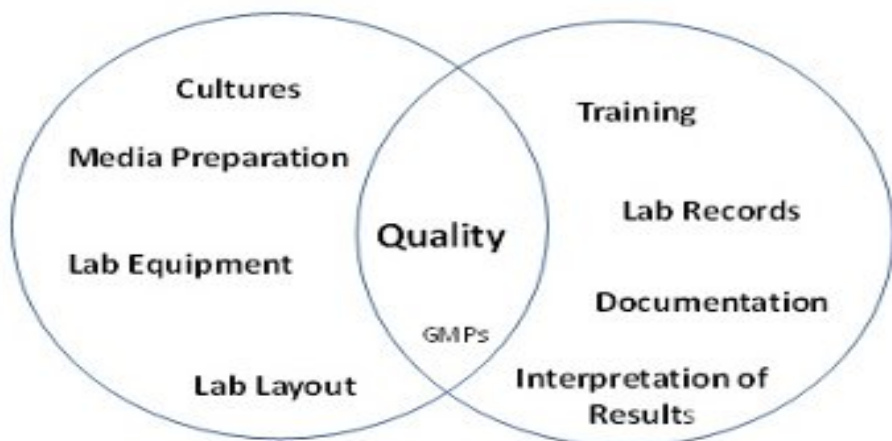 Cultures
Media Preparation
Lab Equipment
Lab Layout
Quality
GMPs
Training
Lab Records
Documentation
Interpretation of
Results